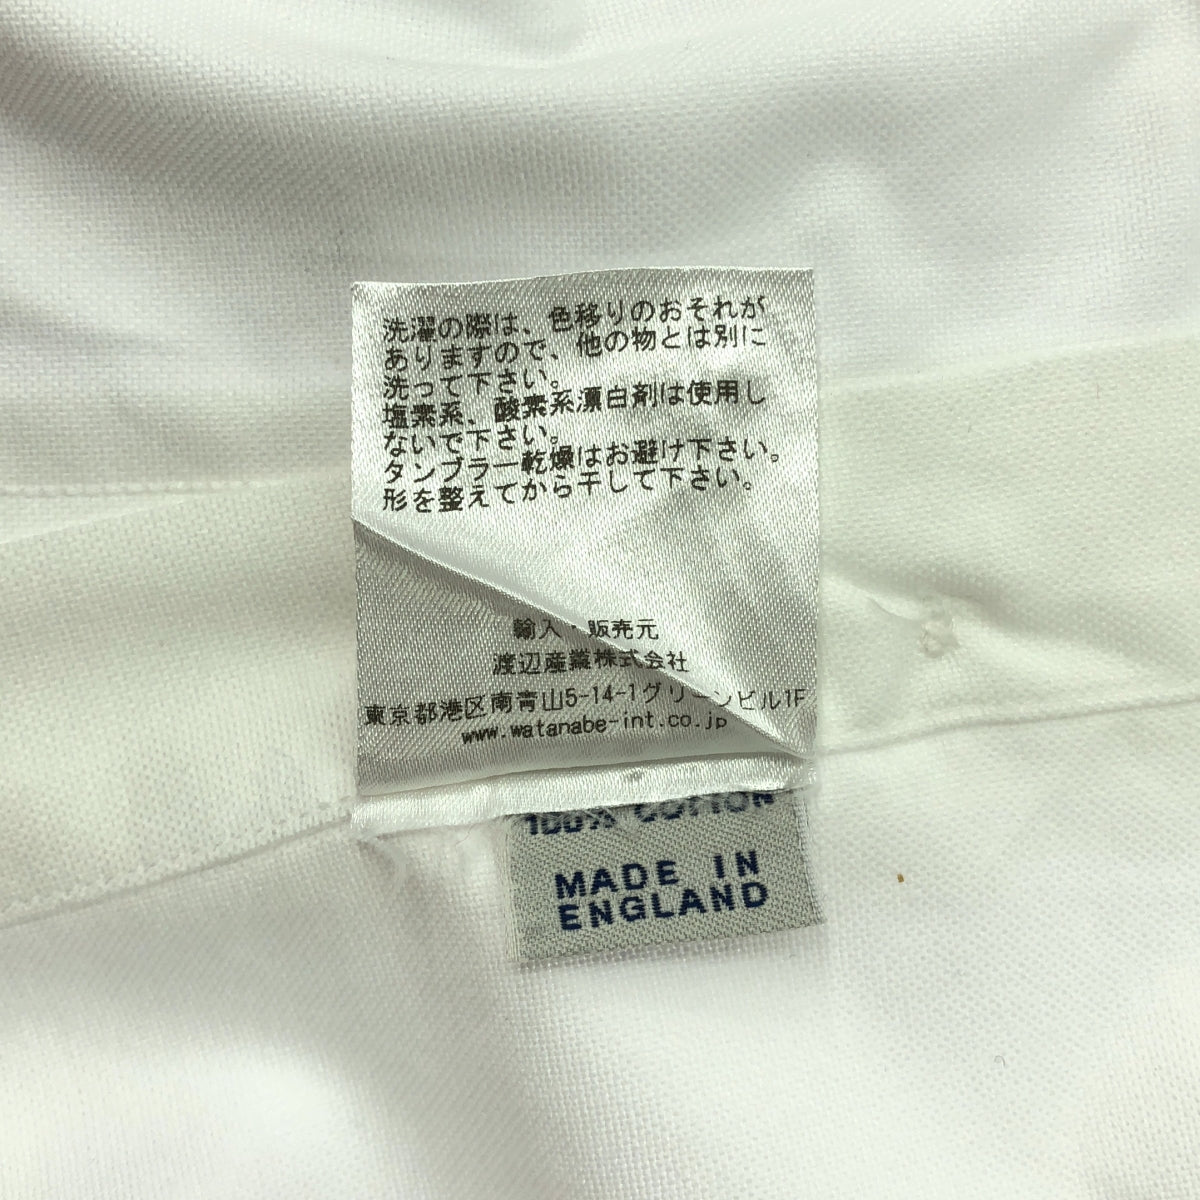 洗濯の際は、色移りのおそれが
ありますので、他の物とは別に
洗って下さい。
塩素系、酸素系漂白剤は使用し
ないで下さい。
タンブラー乾燥はお避け下さい。
形を整えてから干して下さい。
輸入・販売元
渡辺産業株式会社
東京都港区南青山5-14-1グリーンビル1F
www.watanabe-int.co.jp
100% COTTON
MADE IN
ENGLAND